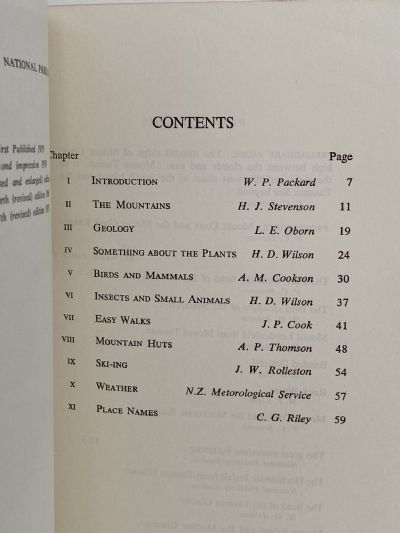 NATIONAL
First Published
impression
CONTENTS
Chapter Page
I INTRODUCTION W. P. Packard 7
II THE MOUNTAINS H. J. Stevenson 11
III GEOLOGY L. E. Oborn 19
IV SOMETHING ABOUT THE PLANTS H. D. Wilson 24
V BIRDS AND MAMMALS A. M. Cookson 30
VI INSECTS AND SMALL ANIMALS H. D. Wilson 37
VII EASY WALKS J. P. Cook 41
VIII MOUNTAIN HUTS A. P. Thomson 48
IX SKI-ING J. W. Rolleston 54
X WEATHER N.Z. Metorological Service 57
XI PLACE NAMES C. G. Riley 59